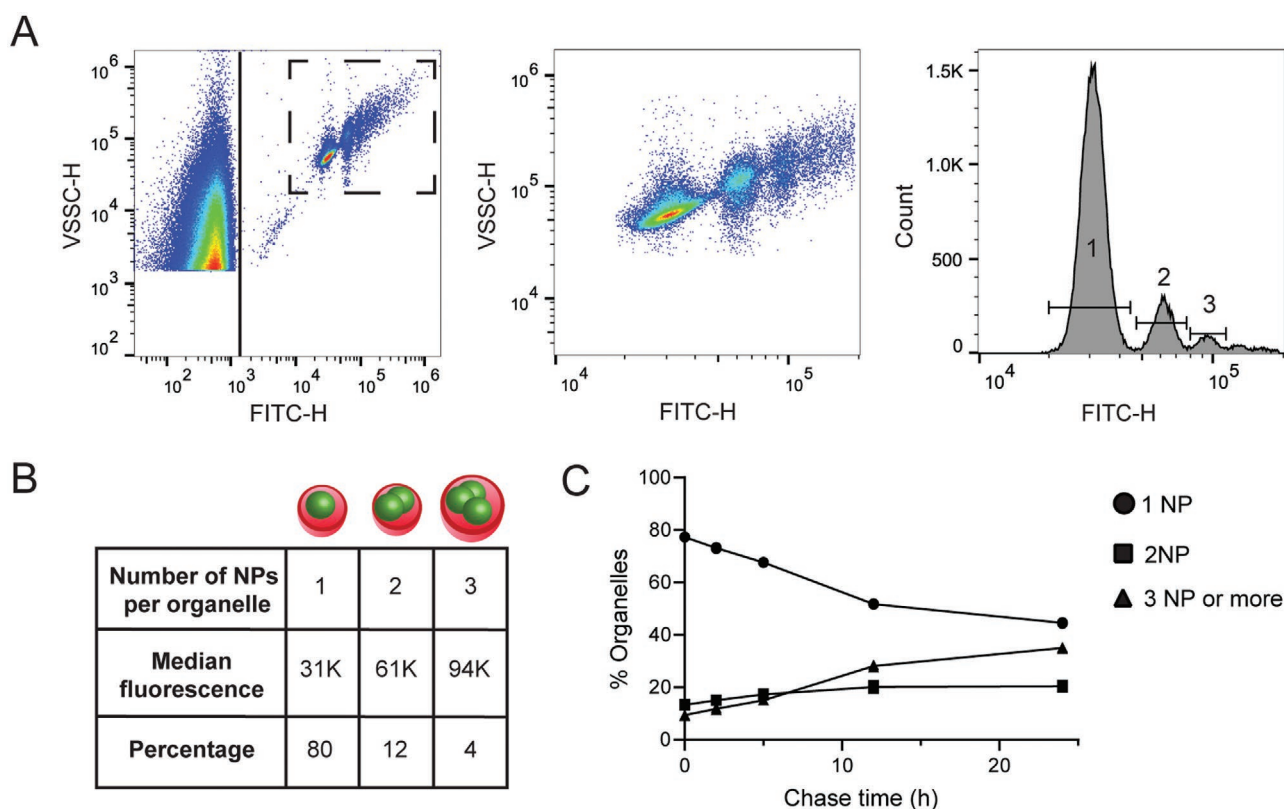 A
VSSC-H
10^6
10^5
10^4
10^3
10^2
10^2 10^3 10^4 10^5 10^6
FITC-H
VSSC-H
10^6
10^5
10^4
10^4 10^5
FITC-H
Count
1.5K
1.0K
500
0
1
2
3
10^4 10^5
FITC-H
B
Number of NPs per organelle 1 2 3
Median fluorescence 31K 61K 94K
Percentage 80 12 4
C
% Organelles
100
80
60
40
20
0
0 10 20
Chase time (h)
1 NP
2NP
3 NP or more